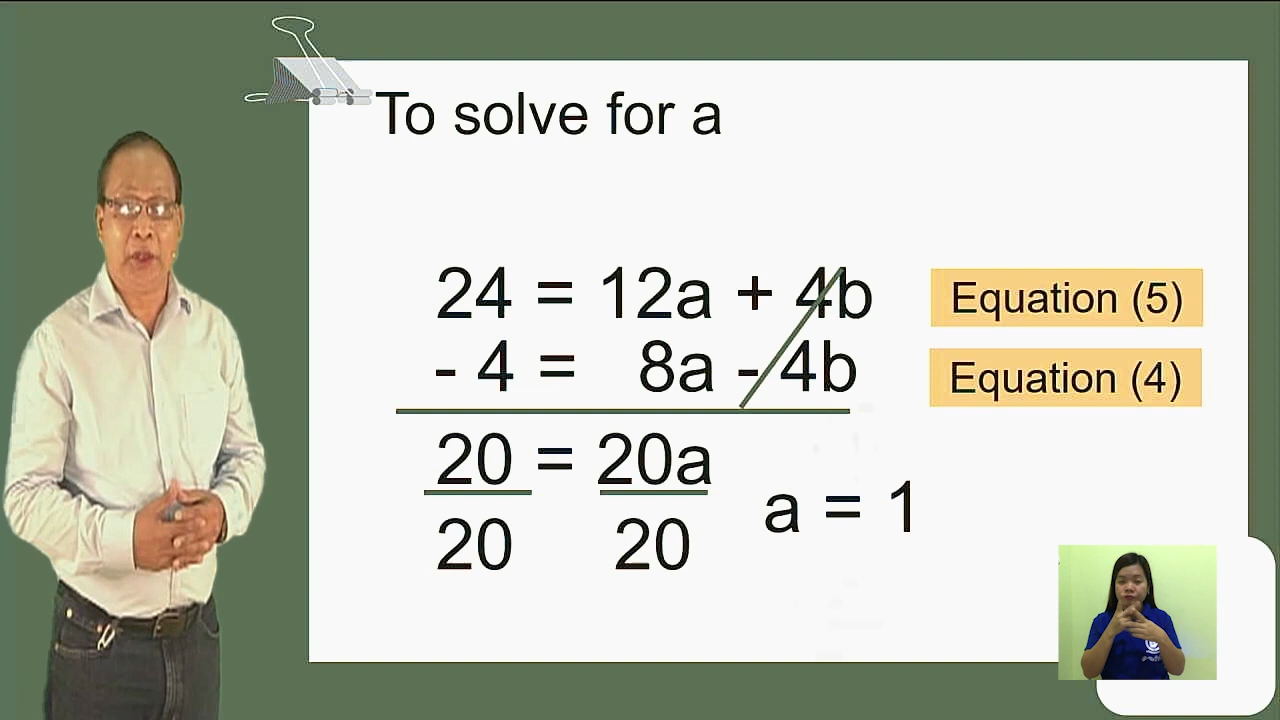 To solve for a
24 = 12a + 4b Equation (5)
- 4 = 8a - 4b Equation (4)
20 = 20a
20 20
a = 1